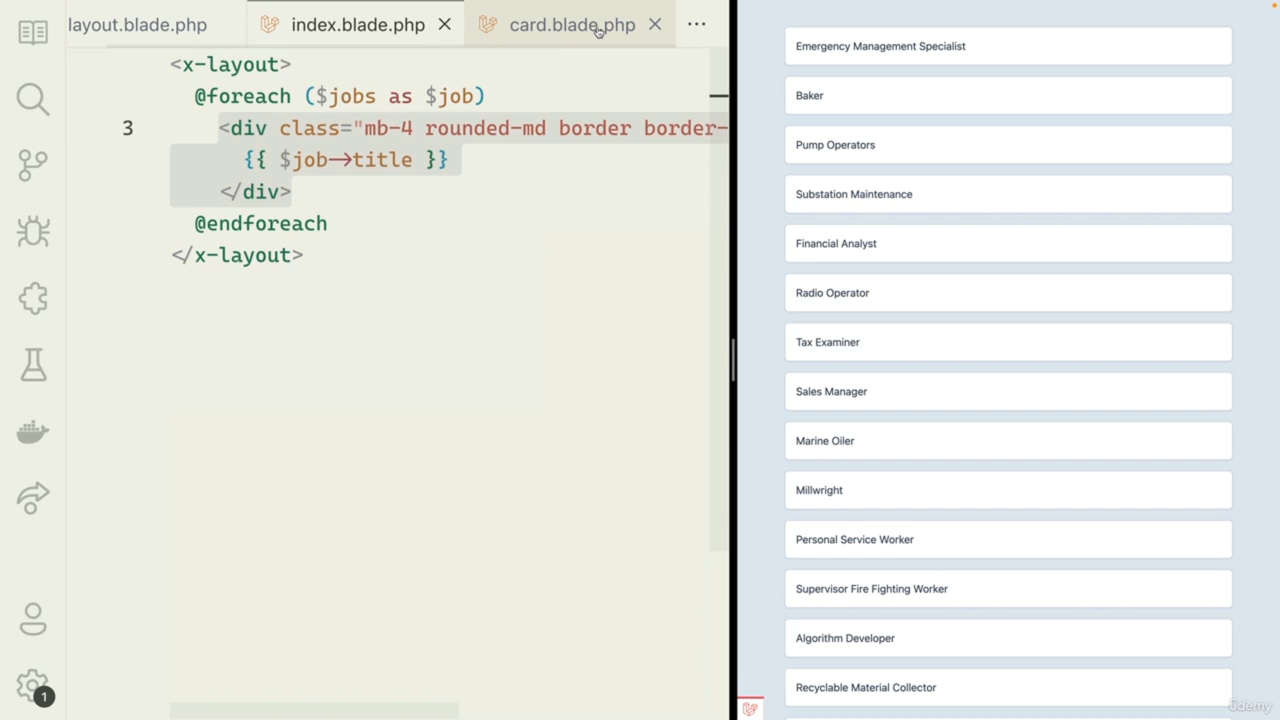 layout.blade.php
index.blade.php
card.blade.php
<x-layout>
@foreach ($jobs as $job)
3
<div class="mb-4 rounded-md border border-
{{ $job->title }}
</div>
@endforeach
</x-layout>
1
Emergency Management Specialist
Baker
Pump Operators
Substation Maintenance
Financial Analyst
Radio Operator
Tax Examiner
Sales Manager
Marine Oiler
Millwright
Personal Service Worker
Supervisor Fire Fighting Worker
Algorithm Developer
Recyclable Material Collector
ûdemy